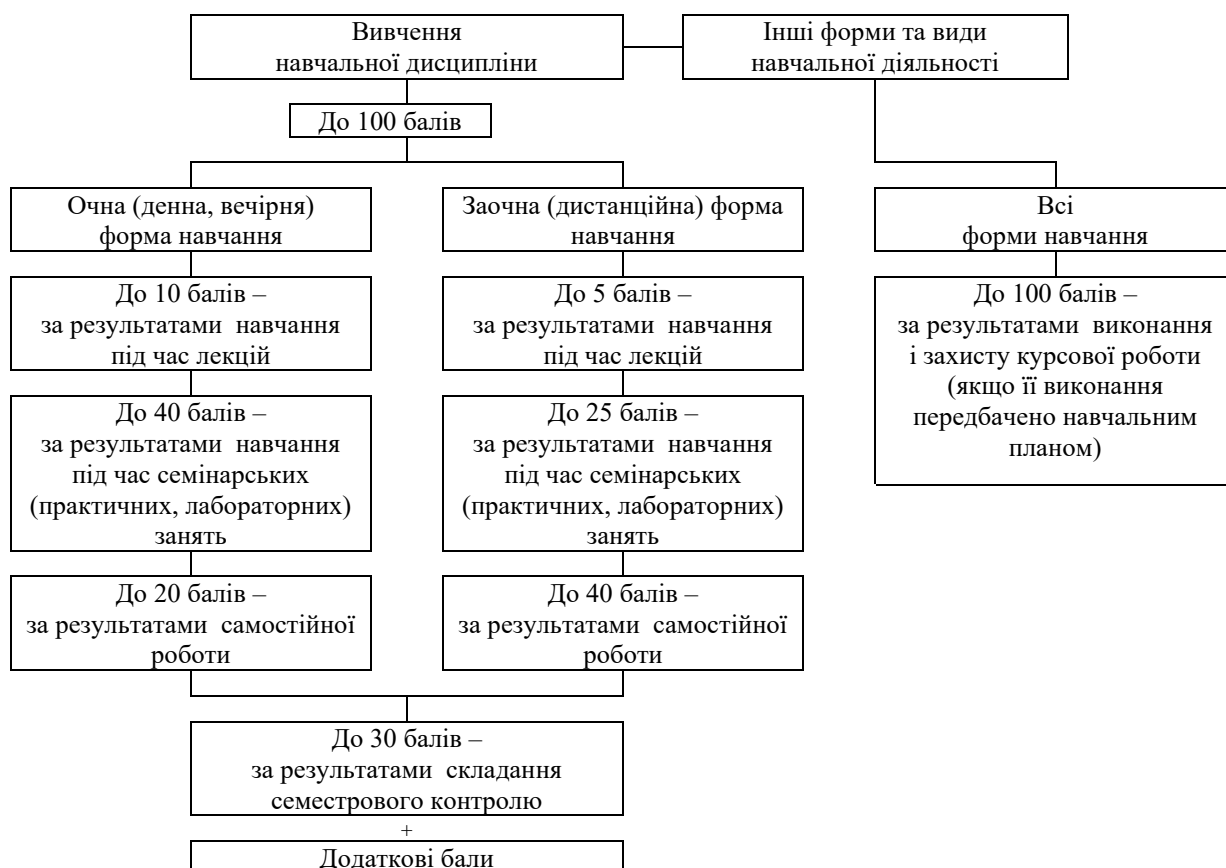 Вивчення
навчальної дисципліни
Інші форми та види
навчальної діяльності
До 100 балів
Очна (денна, вечірня)
форма навчання
Заочна (дистанційна) форма
навчання
Всі
форми навчання
До 10 балів –
за результатами навчання
під час лекцій
До 5 балів –
за результатами навчання
під час лекцій
До 100 балів –
за результатами виконання
і захисту курсової роботи
(якщо її виконання
передбачено навчальним
планом)
До 40 балів –
за результатами навчання
під час семінарських
(практичних, лабораторних)
занять
До 25 балів –
за результатами навчання
під час семінарських
(практичних, лабораторних)
занять
До 20 балів –
за результатами самостійної
роботи
До 40 балів –
за результатами самостійної
роботи
До 30 балів –
за результатами складання
семестрового контролю
+
Додаткові бали